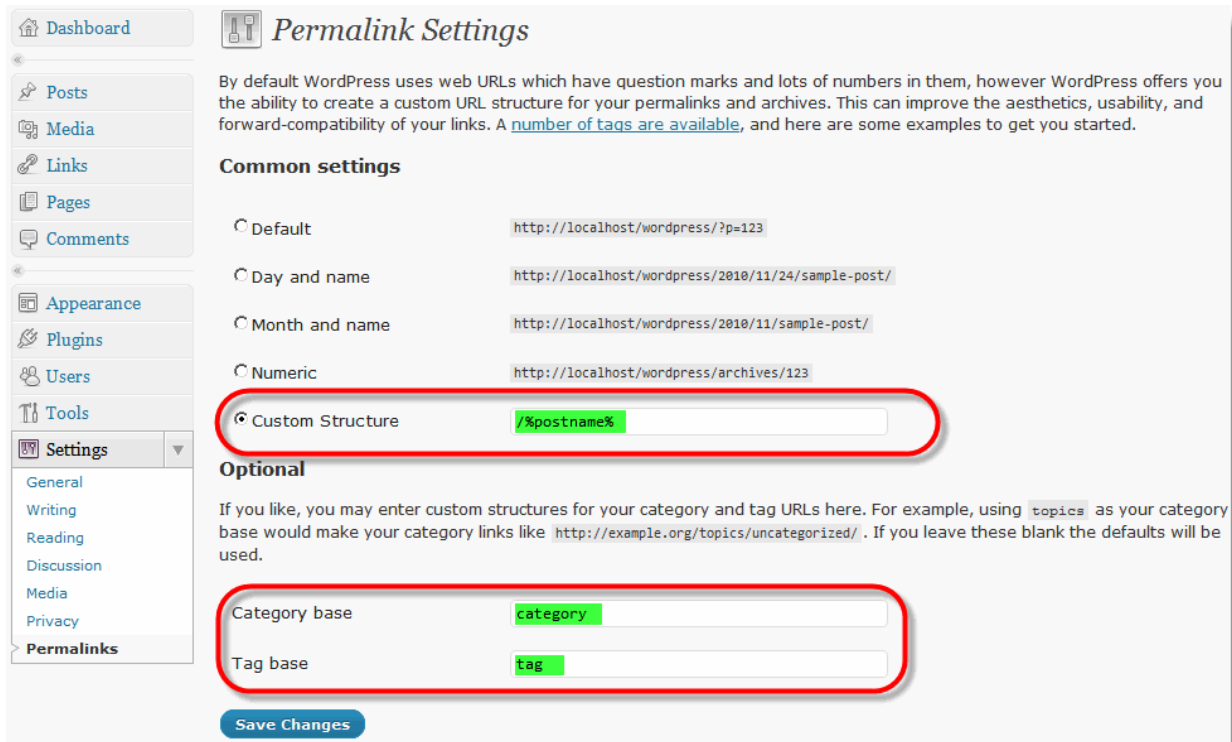 Dashboard
Posts
Media
Links
Pages
Comments
Appearance
Plugins
Users
Tools
Settings
General
Writing
Reading
Discussion
Media
Privacy
Permalinks
Permalink Settings
By default WordPress uses web URLs which have question marks and lots of numbers in them, however WordPress offers you
the ability to create a custom URL structure for your permalinks and archives. This can improve the aesthetics, usability, and
forward-compatibility of your links. A number of tags are available, and here are some examples to get you started.
Common settings
Default http://localhost/wordpress/?p=123
Day and name http://localhost/wordpress/2010/11/24/sample-post/
Month and name http://localhost/wordpress/2010/11/sample-post/
Numeric http://localhost/wordpress/archives/123
Custom Structure /%postname%
Optional
If you like, you may enter custom structures for your category and tag URLs here. For example, using topics as your category
base would make your category links like http://example.org/topics/uncategorized/ . If you leave these blank the defaults will be
used.
Category base category
Tag base tag
Save Changes